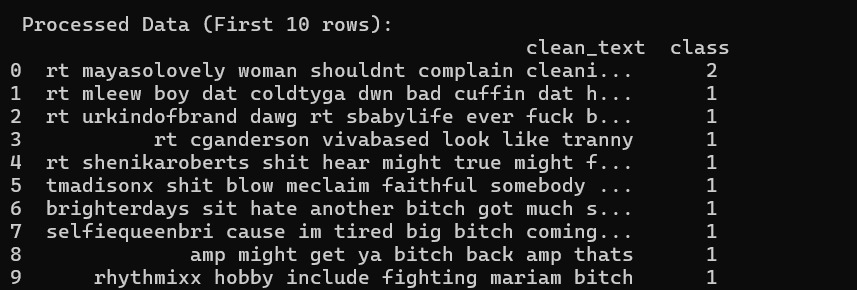 Processed Data (First 10 rows):
clean_text class
0 rt mayasolovely woman shouldnt complain cleani... 2
1 rt mleew boy dat coldtyga dwn bad cuffin dat h... 1
2 rt urkindofbrand dawg rt sbabylife ever fuck b... 1
3 rt cganderson vivabased look like tranny 1
4 rt shenikaroberts shit hear might true might f... 1
5 tmadisonx shit blow meclaim faithful somebody ... 1
6 brighterdays sit hate another bitch got much s... 1
7 selfiequeenbri cause im tired big bitch coming... 1
8 amp might get ya bitch back amp thats 1
9 rhythmixx hobby include fighting mariam bitch 1